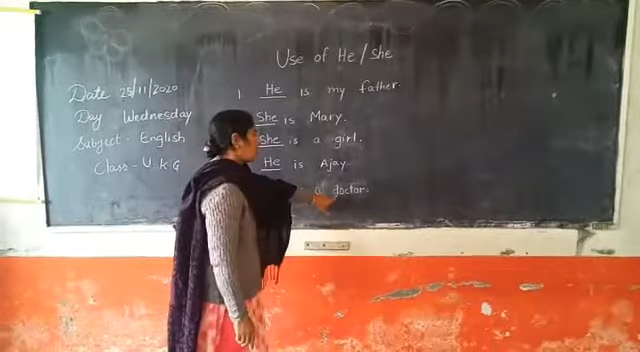 Use of He / She
Date 25/11/2020
Day Wednesday
Subject - English
Class - U.K.G
1 He is my father.
She is Mary.
She is a girl.
He is Ajay.
a doctor.